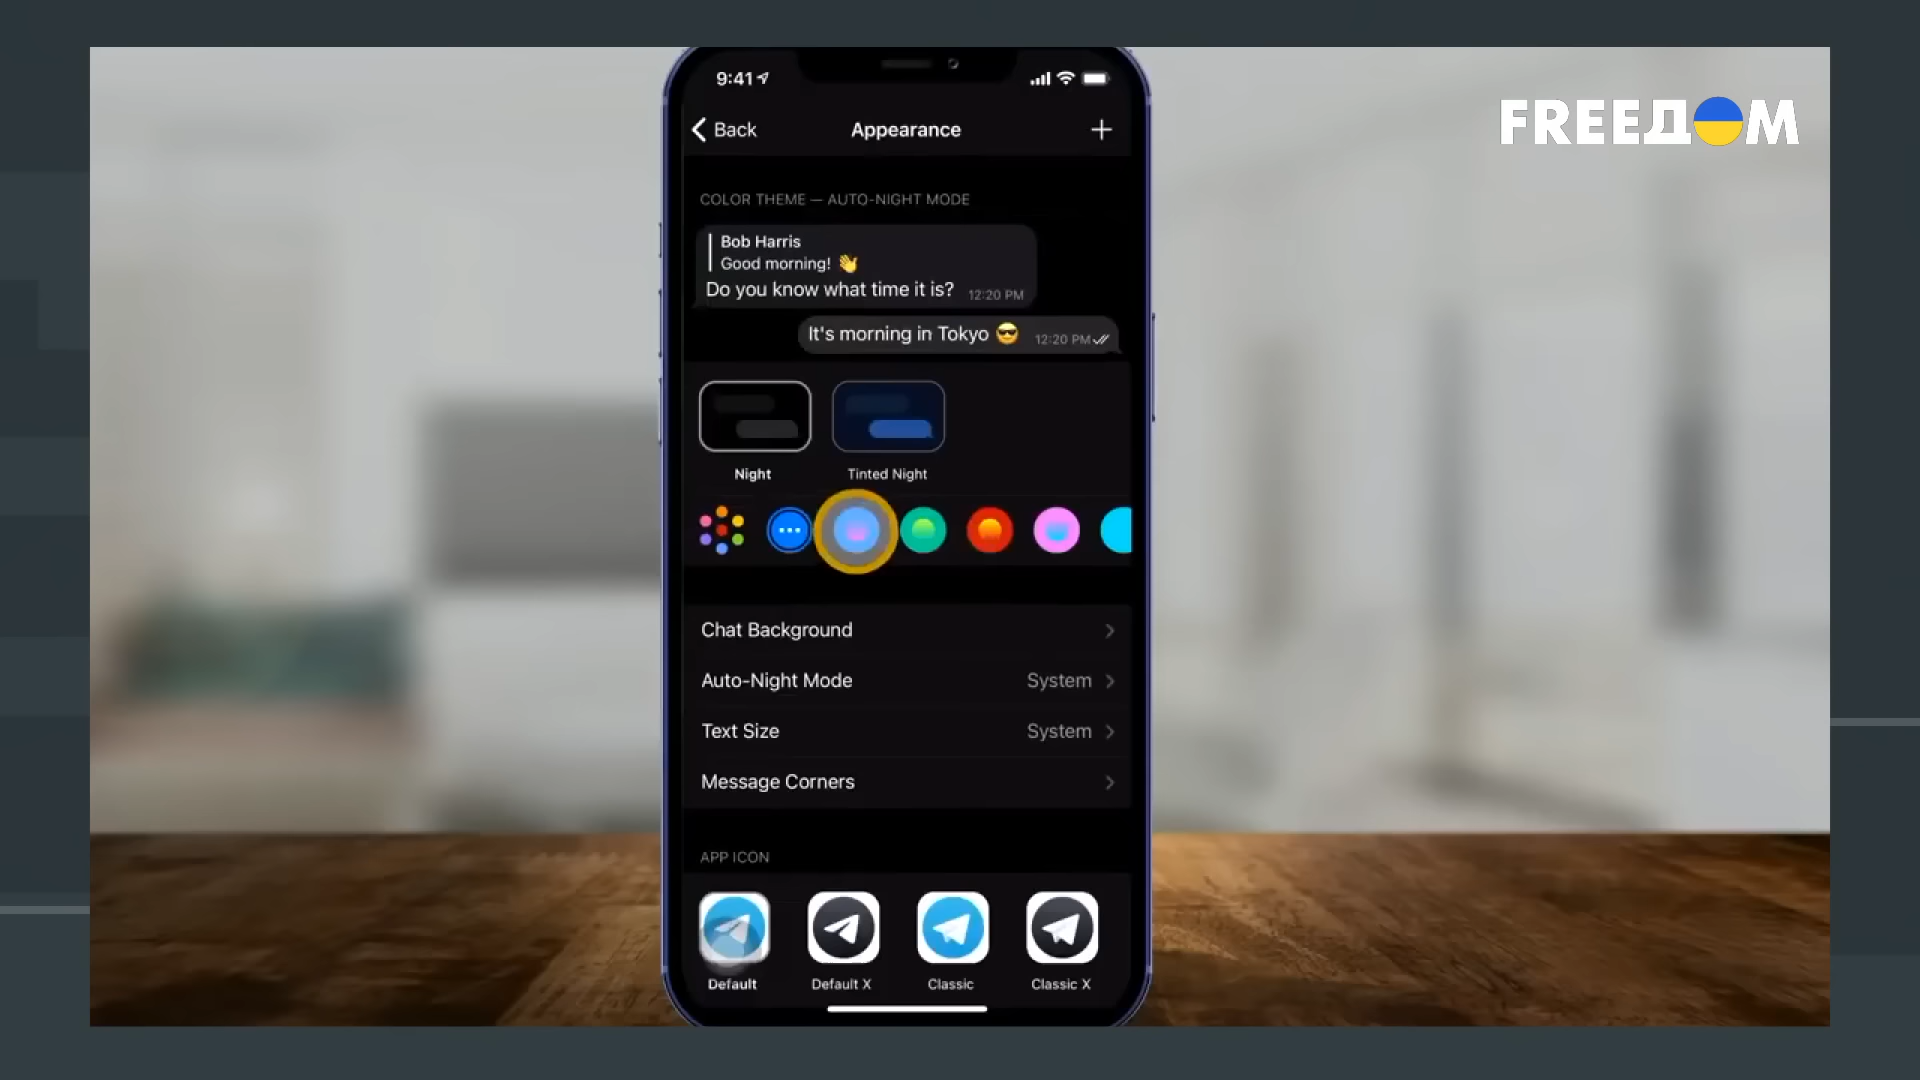 FREEДOM
9:41
Back
Appearance
COLOR THEME — AUTO-NIGHT MODE
Bob Harris
Good morning! 👋
Do you know what time it is? 12:20 PM
It's morning in Tokyo 😎 12:20 PM
Night
Tinted Night
Chat Background
Auto-Night Mode System
Text Size System
Message Corners
APP ICON
Default
Default X
Classic
Classic X